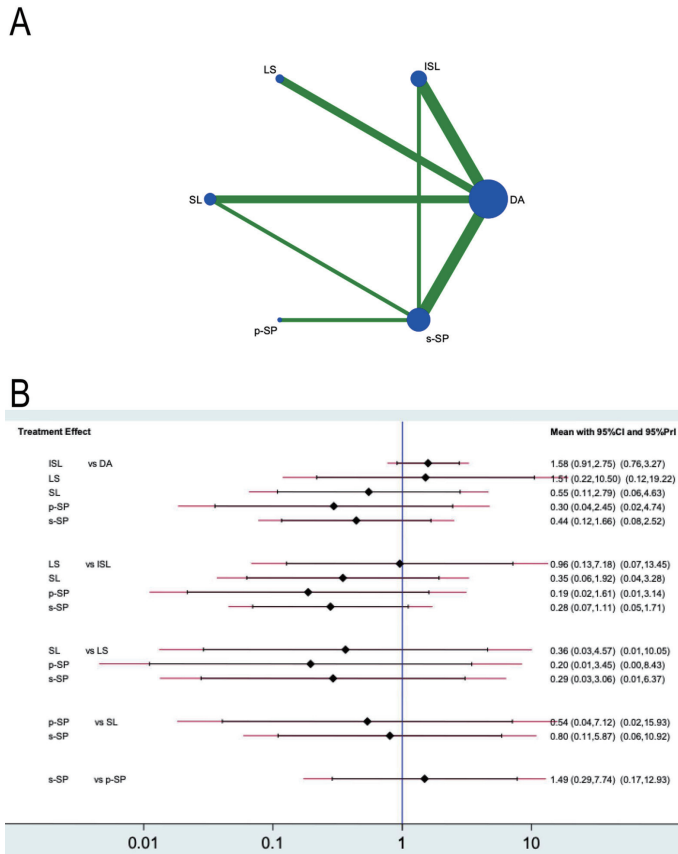 A
LS
ISL
SL
DA
p-SP
s-SP
B
Treatment Effect Mean with 95%CI and 95%PrI
ISL vs DA 1.58 (0.91,2.75) (0.76,3.27)
LS 1.51 (0.22,10.50) (0.12,19.22)
SL 0.55 (0.11,2.79) (0.06,4.63)
p-SP 0.30 (0.04,2.45) (0.02,4.74)
s-SP 0.44 (0.12,1.66) (0.08,2.52)
LS vs ISL 0.96 (0.13,7.18) (0.07,13.45)
SL 0.35 (0.06,1.92) (0.04,3.28)
p-SP 0.19 (0.02,1.61) (0.01,3.14)
s-SP 0.28 (0.07,1.11) (0.05,1.71)
SL vs LS 0.36 (0.03,4.57) (0.01,10.05)
p-SP 0.20 (0.01,3.45) (0.00,8.43)
s-SP 0.29 (0.03,3.06) (0.01,6.37)
p-SP vs SL 0.54 (0.04,7.12) (0.02,15.93)
s-SP 0.80 (0.11,5.87) (0.06,10.92)
s-SP vs p-SP 1.49 (0.29,7.74) (0.17,12.93)
0.01 0.1 1 10